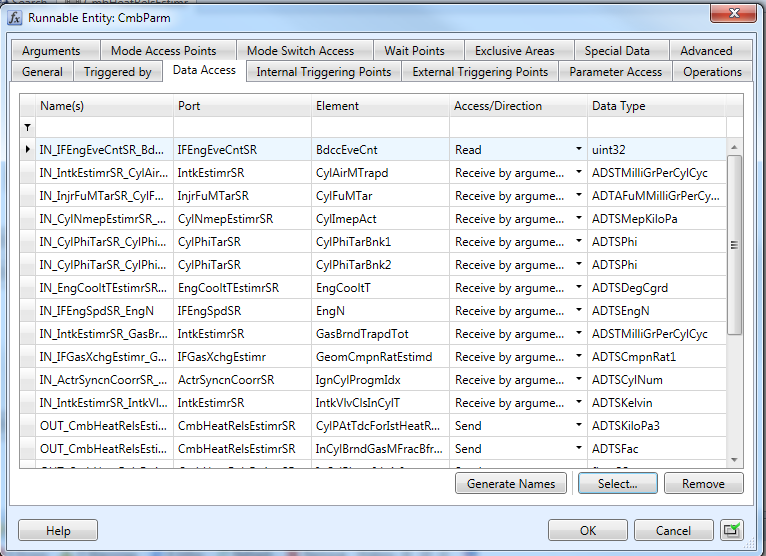 Runnable Entity: CmbParm
Arguments Mode Access Points Mode Switch Access Wait Points Exclusive Areas Special Data Advanced
General Triggered by Data Access Internal Triggering Points External Triggering Points Parameter Access Operations
Name(s) Port Element Access/Direction Data Type
IN_IFEngEveCntSR_Bd... IFEngEveCntSR BdccEveCnt Read uint32
IN_IntkEstimrSR_CylAir... IntkEstimrSR CylAirMTrapd Receive by argume... ADSTMilliGrPerCylCyc
IN_InjrFuMTarSR_CylF... InjrFuMTarSR CylFuMTar Receive by argume... ADTAFuMMilliGrPerCy...
IN_CylNmepEstimrSR_... CylNmepEstimrSR CylImepAct Receive by argume... ADTSMepKiloPa
IN_CylPhiTarSR_CylPhi... CylPhiTarSR CylPhiTarBnk1 Receive by argume... ADTSPhi
IN_CylPhiTarSR_CylPhi... CylPhiTarSR CylPhiTarBnk2 Receive by argume... ADTSPhi
IN_EngCooltTEstimrSR... EngCooltTEstimrSR EngCooltT Receive by argume... ADTSDegCgrd
IN_IFEngSpdSR_EngN IFEngSpdSR EngN Receive by argume... ADTSEngN
IN_IntkEstimrSR_GasBr... IntkEstimrSR GasBrndTrapdTot Receive by argume... ADSTMilliGrPerCylCyc
IN_IFGasXchgEstimr_G... IFGasXchgEstimr GeomCmpnRatEstimd Receive by argume... ADTSCmpnRat1
IN_ActrSyncnCoorrSR_... ActrSyncnCoorrSR IgnCylProgmIdx Receive by argume... ADTSCylNum
IN_IntkEstimrSR_IntkVlv... IntkEstimrSR IntkVlvClsInCylT Receive by argume... ADTSKelvin
OUT_CmbHeatRelsEsti... CmbHeatRelsEstimrSR CylPAtTdcForIstHeatR... Send ADTSKiloPa3
OUT_CmbHeatRelsEsti... CmbHeatRelsEstimrSR InCylBrndGasMFracBfr... Send ADTSFac
Generate Names Select... Remove
Help OK Cancel